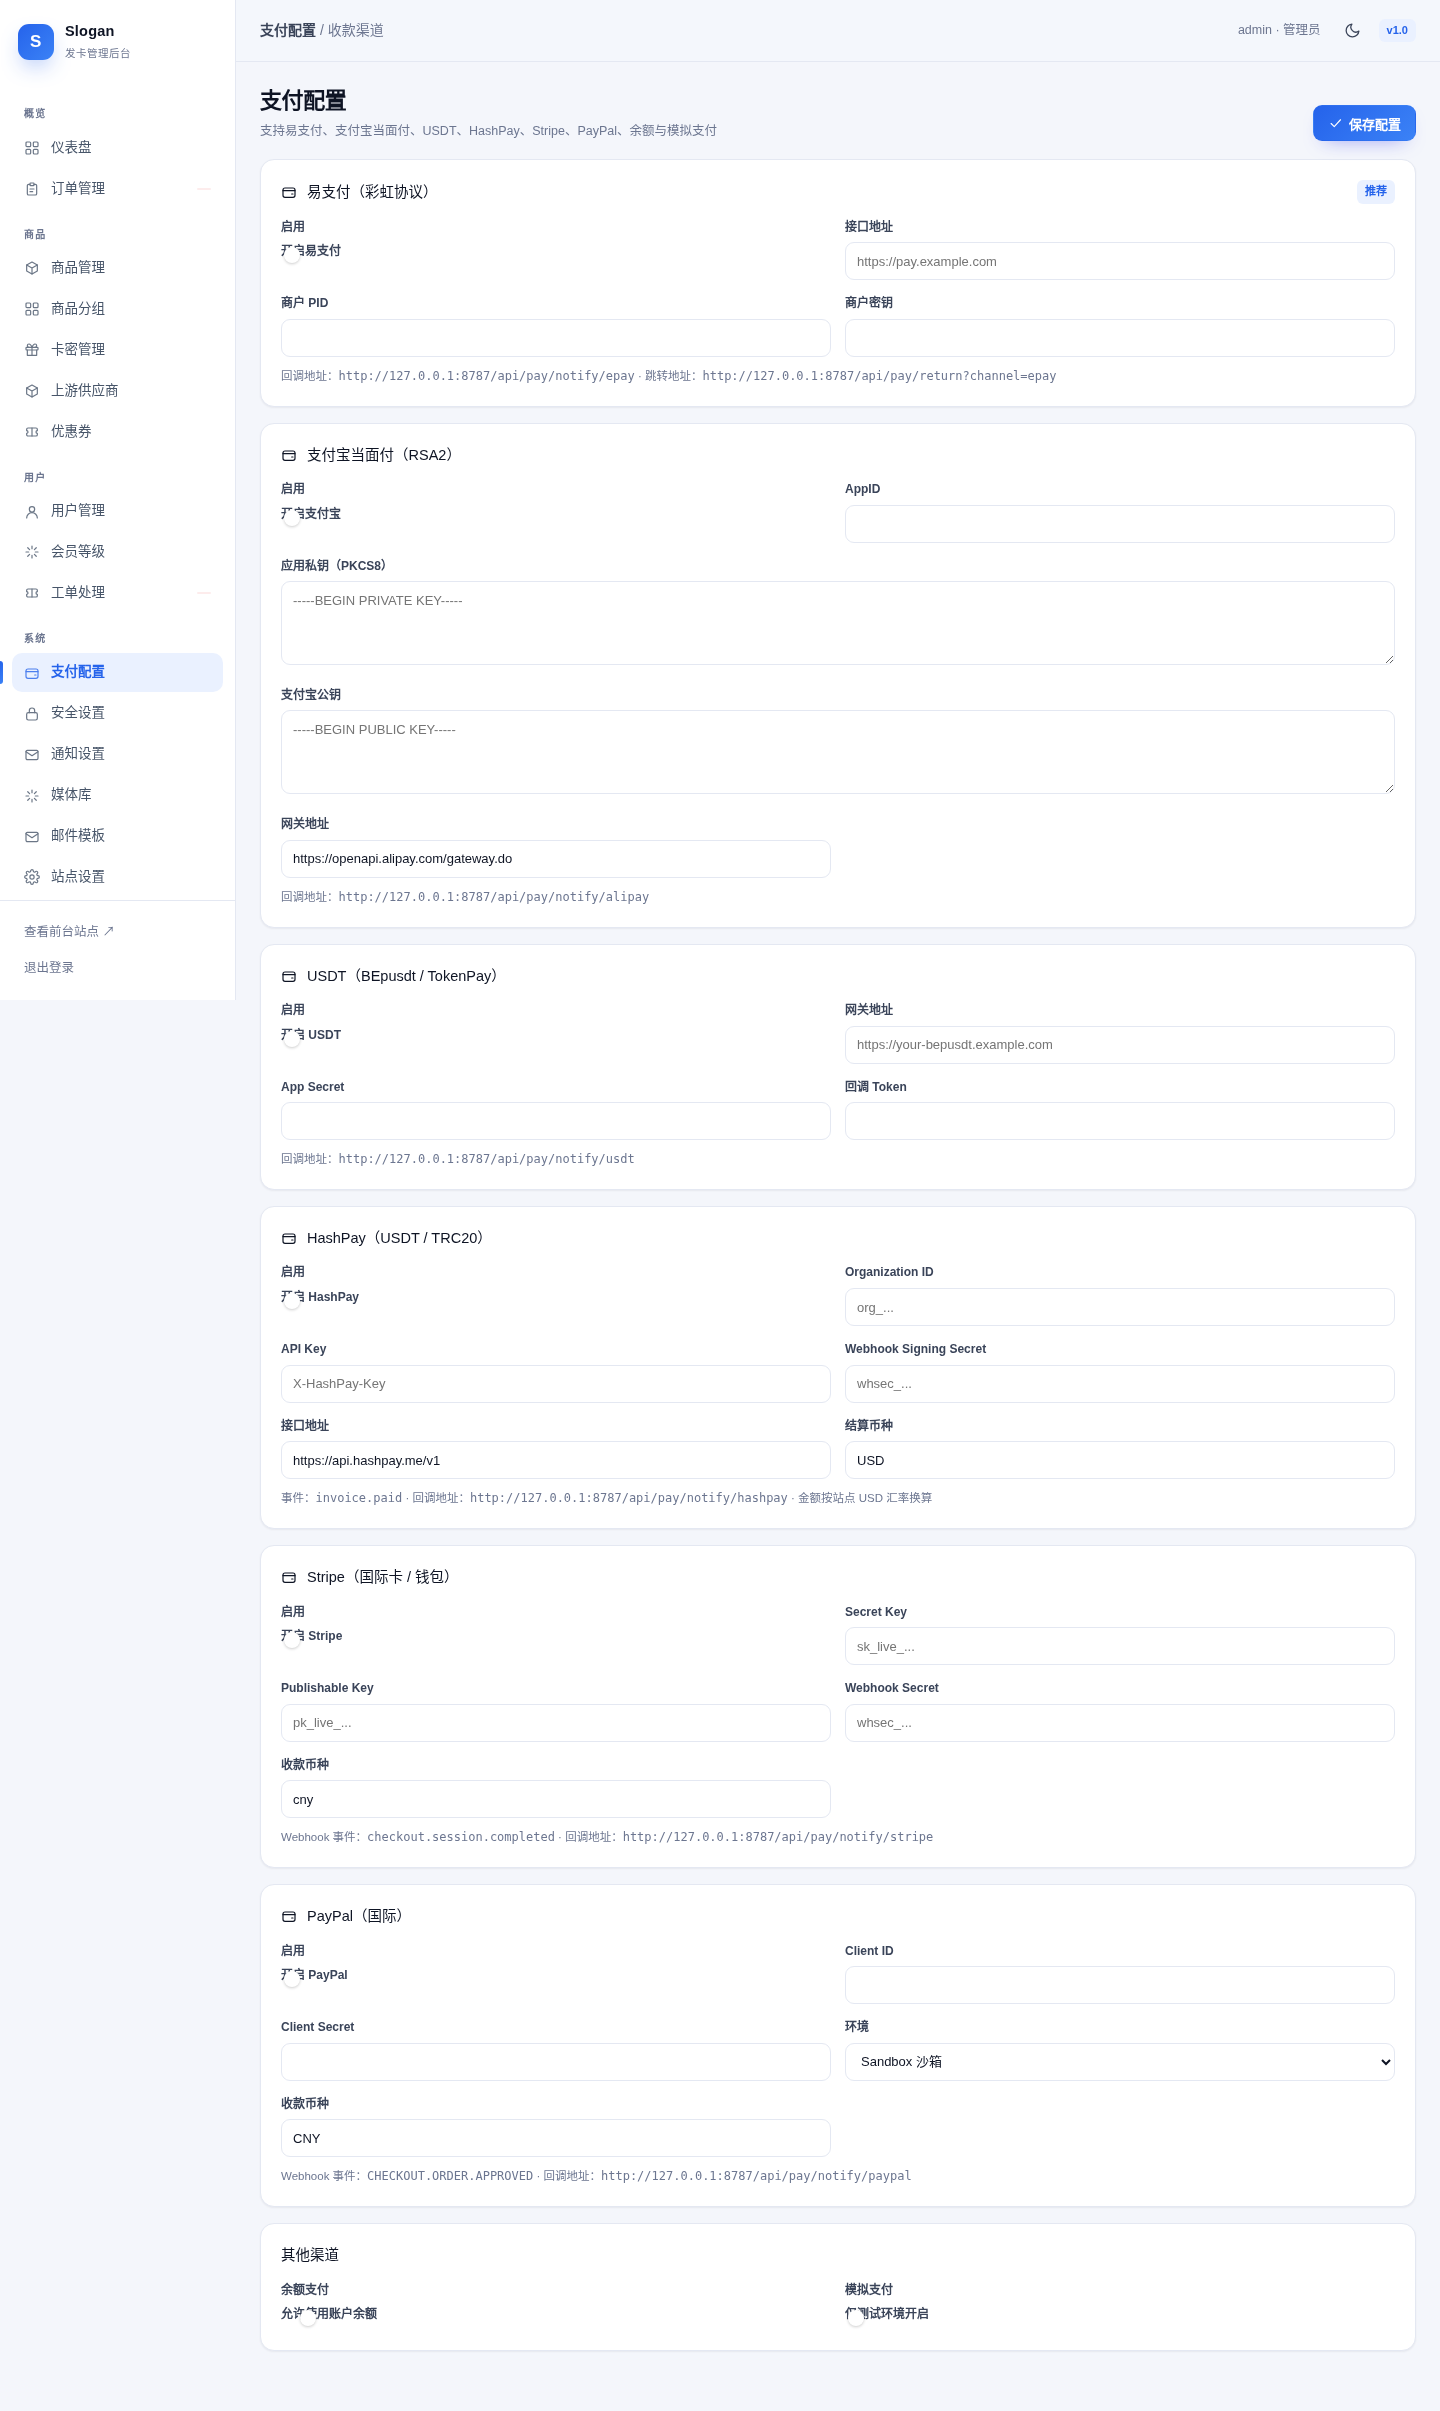 S
Slogan
发卡管理后台
概览
仪表盘
订单管理
商品
商品管理
商品分组
卡密管理
上游供应商
优惠券
用户
用户管理
会员等级
工单处理
系统
支付配置
安全设置
通知设置
媒体库
邮件模板
站点设置
查看前台站点 ↗
退出登录
支付配置 / 收款渠道
admin · 管理员
v1.0
支付配置
支持易支付、支付宝当面付、USDT、HashPay、Stripe、PayPal、余额与模拟支付
保存配置
易支付（彩虹协议）
推荐
启用
开启易支付
接口地址
https://pay.example.com
商户 PID
商户密钥
回调地址：http://127.0.0.1:8787/api/pay/notify/epay · 跳转地址：http://127.0.0.1:8787/api/pay/return?channel=epay
支付宝当面付（RSA2）
启用
开启支付宝
AppID
应用私钥（PKCS8）
-----BEGIN PRIVATE KEY-----
支付宝公钥
-----BEGIN PUBLIC KEY-----
网关地址
https://openapi.alipay.com/gateway.do
回调地址：http://127.0.0.1:8787/api/pay/notify/alipay
USDT（BEpusdt / TokenPay）
启用
开启 USDT
网关地址
https://your-bepusdt.example.com
App Secret
回调 Token
回调地址：http://127.0.0.1:8787/api/pay/notify/usdt
HashPay（USDT / TRC20）
启用
开启 HashPay
Organization ID
org_...
API Key
X-HashPay-Key
Webhook Signing Secret
whsec_...
接口地址
https://api.hashpay.me/v1
结算币种
USD
事件：invoice.paid · 回调地址：http://127.0.0.1:8787/api/pay/notify/hashpay · 金额按站点 USD 汇率换算
Stripe（国际卡 / 钱包）
启用
开启 Stripe
Secret Key
sk_live_...
Publishable Key
pk_live_...
Webhook Secret
whsec_...
收款币种
cny
Webhook 事件：checkout.session.completed · 回调地址：http://127.0.0.1:8787/api/pay/notify/stripe
PayPal（国际）
启用
开启 PayPal
Client ID
Client Secret
环境
Sandbox 沙箱
收款币种
CNY
Webhook 事件：CHECKOUT.ORDER.APPROVED · 回调地址：http://127.0.0.1:8787/api/pay/notify/paypal
其他渠道
余额支付
允许使用账户余额
模拟支付
仅测试环境开启